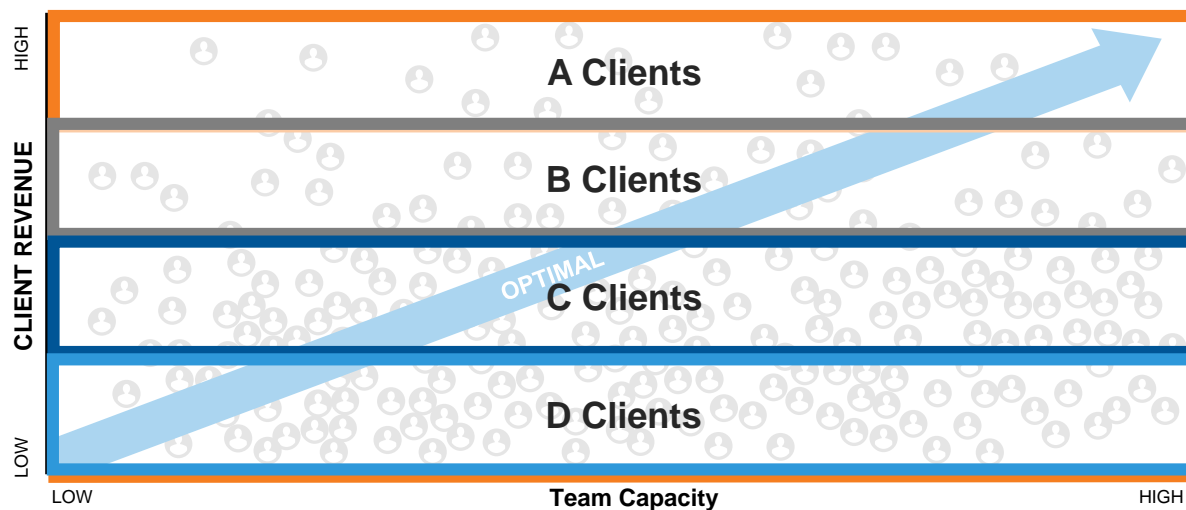 HIGH
A Clients
CLIENT REVENUE
B Clients
OPTIMAL
C Clients
D Clients
LOW
LOW
Team Capacity
HIGH